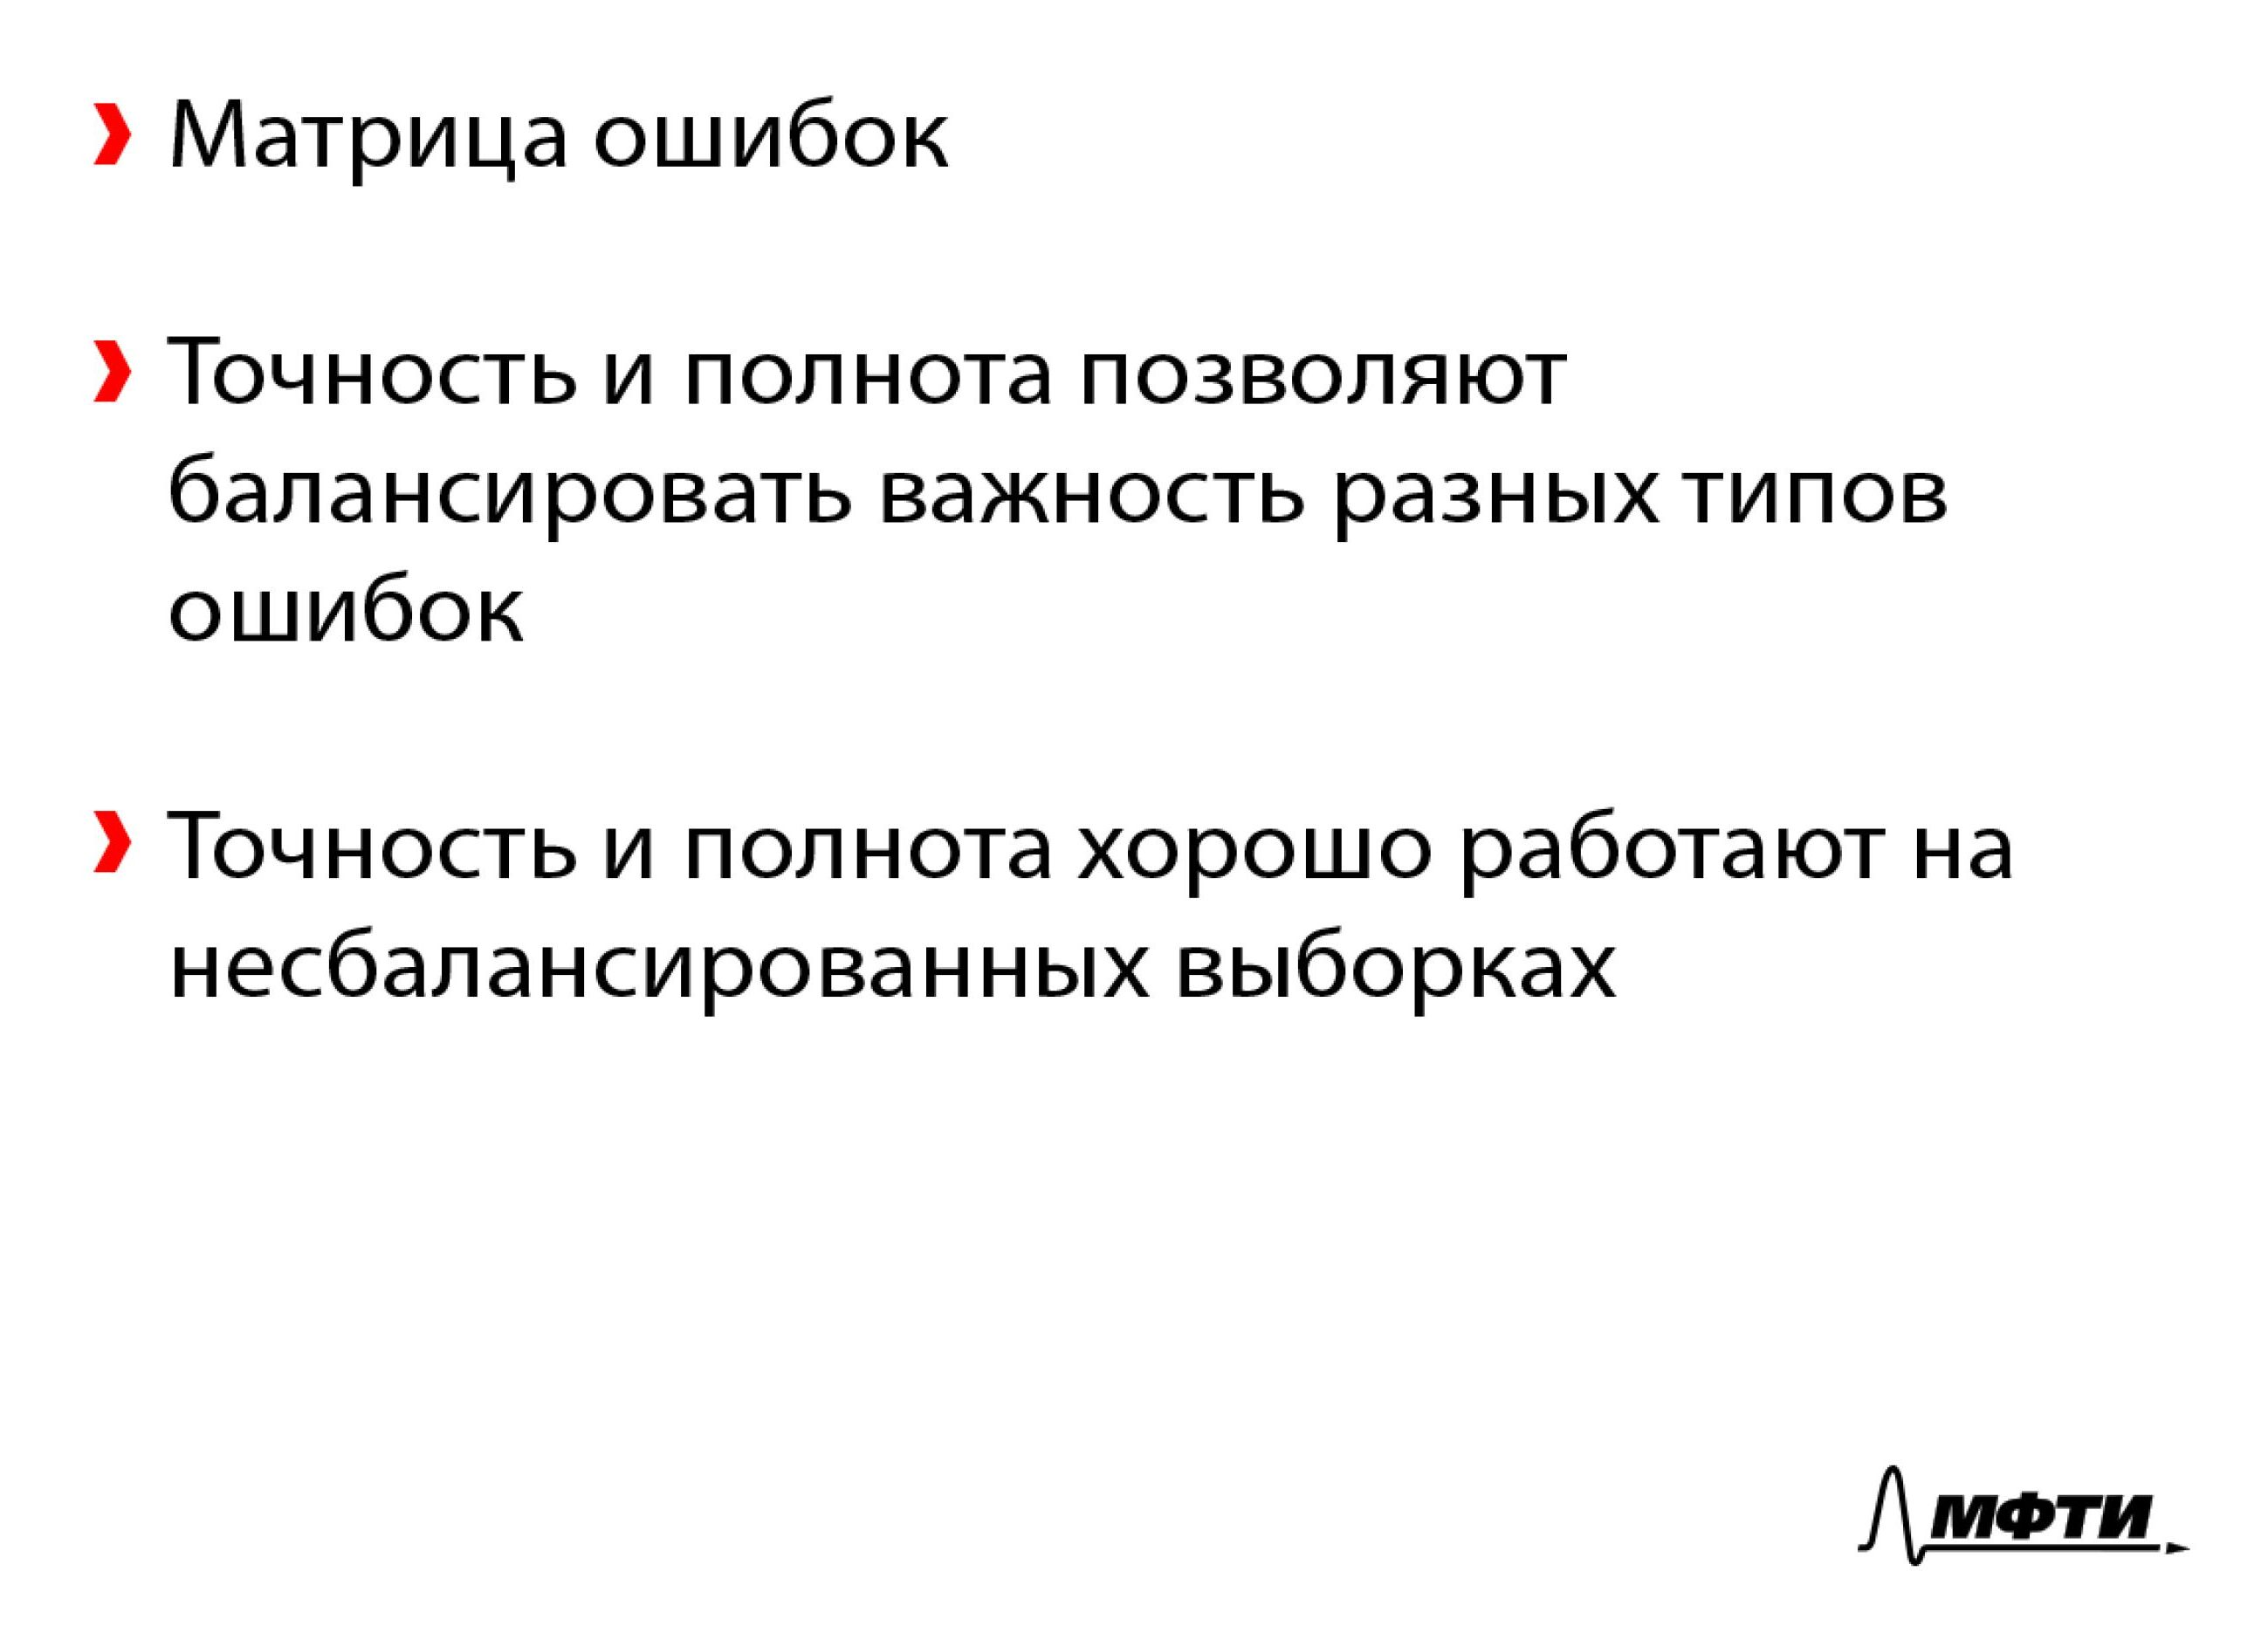 Матрица ошибок
Точность и полнота позволяют
балансировать важность разных типов
ошибок
Точность и полнота хорошо работают на
несбалансированных выборках
МФТИ